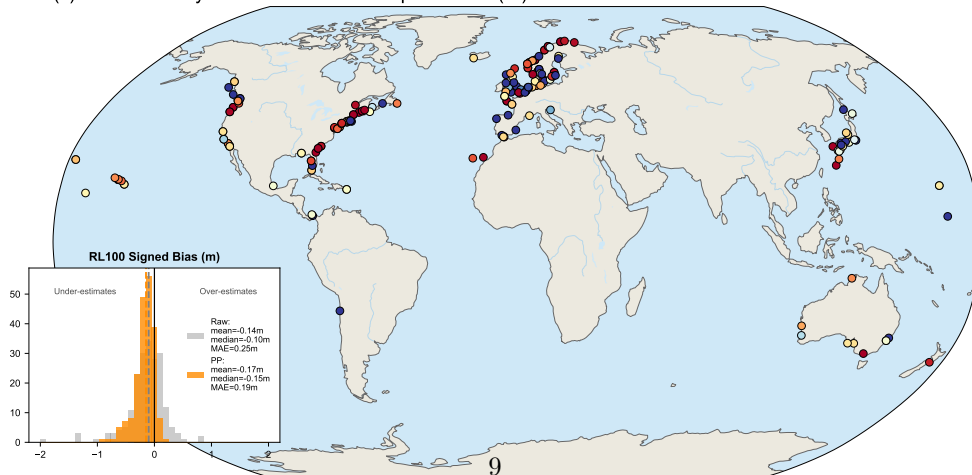 RL100 Signed Bias (m)
Under-estimates
Over-estimates
Raw:
mean=-0.14m
median=-0.10m
MAE=0.25m
PP:
mean=-0.17m
median=-0.15m
MAE=0.19m
50
40
30
20
10
0
−2 −1 0 1 2
9